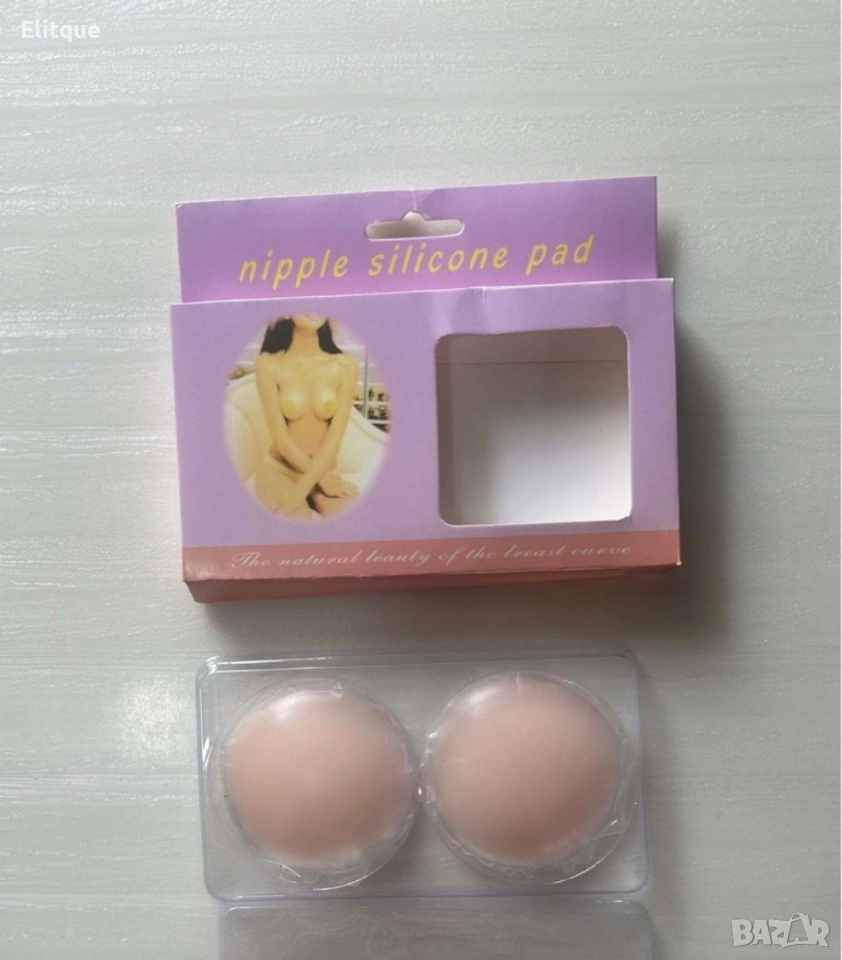 Elitque
nipple silicone pad
The natural beauty of the breast curve
BAZAR